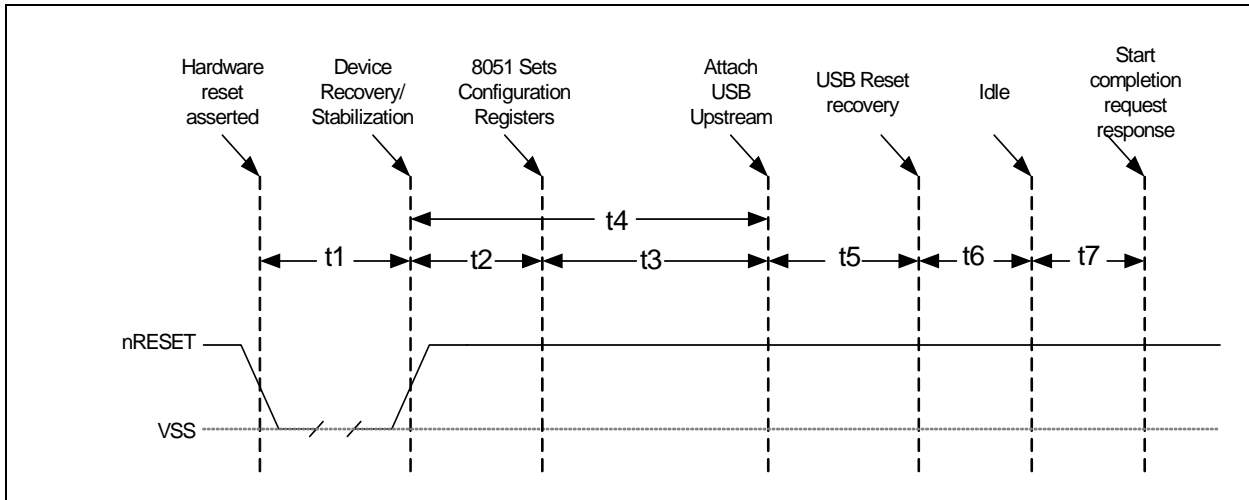 Hardware
reset
asserted
Device
Recovery/
Stabilization
8051 Sets
Configuration
Registers
Attach
USB
Upstream
USB Reset
recovery
Idle
Start
completion
request
response
t4
t1
t2
t3
t5
t6
t7
nRESET
VSS